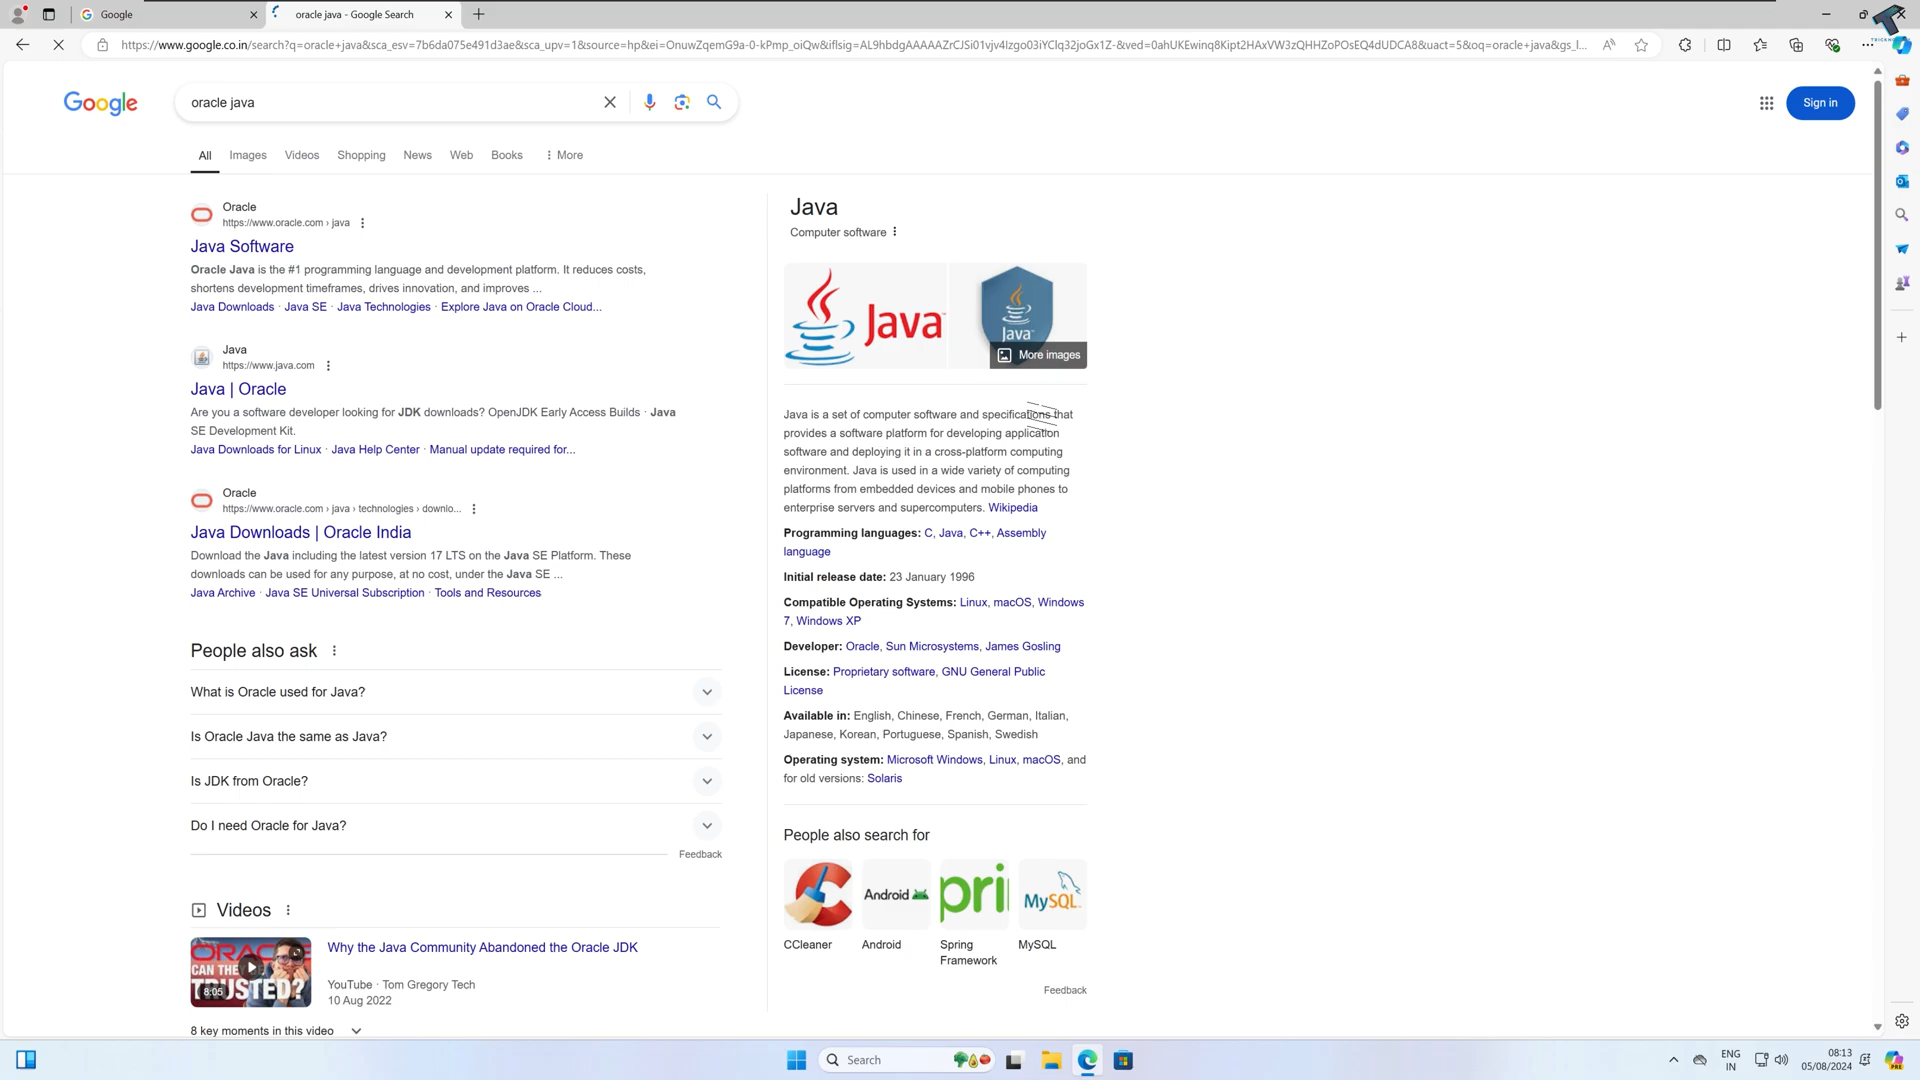 Google
oracle java - Google Search
https://www.google.co.in/search?q=oracle+java&sca_esv=7b6da075e491d3ae&sca_upv=1&source=hp&ei=OnuwZqemG9a-0-kPmp_oiQw&iflsig=AL9hbdgAAAAAZrCJSi01vjv4Izgo03iYClq32joGx1Z-&ved=0ahUKEwinq8Kipt2HAxVW3zQHHZoPOsEQ4dUDCA8&uact=5&oq=oracle+java&gs_l...
Google
oracle java
Sign in
All
Images
Videos
Shopping
News
Web
Books
More
Oracle
https://www.oracle.com › java
Java Software
Oracle Java is the #1 programming language and development platform. It reduces costs,
shortens development timeframes, drives innovation, and improves ...
Java Downloads · Java SE · Java Technologies · Explore Java on Oracle Cloud...
Java
https://www.java.com
Java | Oracle
Are you a software developer looking for JDK downloads? OpenJDK Early Access Builds · Java
SE Development Kit.
Java Downloads for Linux · Java Help Center · Manual update required for...
Oracle
https://www.oracle.com › java › technologies › downlo...
Java Downloads | Oracle India
Download the Java including the latest version 17 LTS on the Java SE Platform. These
downloads can be used for any purpose, at no cost, under the Java SE ...
Java Archive · Java SE Universal Subscription · Tools and Resources
People also ask
What is Oracle used for Java?
Is Oracle Java the same as Java?
Is JDK from Oracle?
Do I need Oracle for Java?
Feedback
Videos
ORACLE
CAN THEY BE
TRUSTED?
8:05
Why the Java Community Abandoned the Oracle JDK
YouTube · Tom Gregory Tech
10 Aug 2022
8 key moments in this video
Java
Computer software
Java
Java
More images
Java is a set of computer software and specifications that
provides a software platform for developing application
software and deploying it in a cross-platform computing
environment. Java is used in a wide variety of computing
platforms from embedded devices and mobile phones to
enterprise servers and supercomputers. Wikipedia
Programming languages: C, Java, C++, Assembly
language
Initial release date: 23 January 1996
Compatible Operating Systems: Linux, macOS, Windows
7, Windows XP
Developer: Oracle, Sun Microsystems, James Gosling
License: Proprietary software, GNU General Public
License
Available in: English, Chinese, French, German, Italian,
Japanese, Korean, Portuguese, Spanish, Swedish
Operating system: Microsoft Windows, Linux, macOS, and
for old versions: Solaris
People also search for
Android
pri
MySQL
CCleaner
Android
Spring
Framework
MySQL
Feedback
Search
ENG
IN
08:13
05/08/2024
PRE